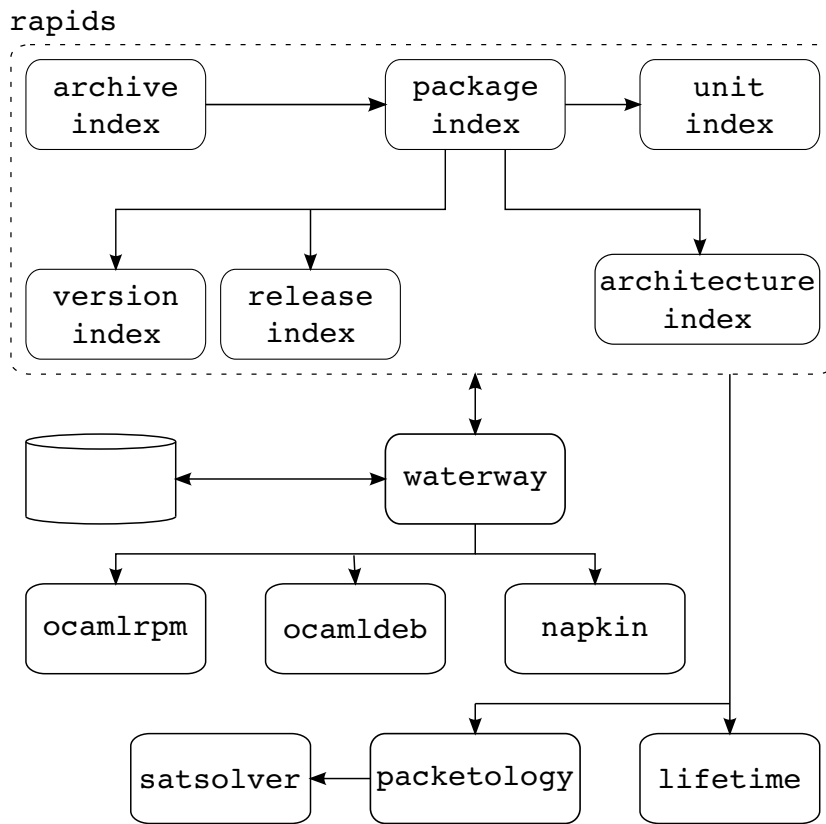 rapids
archive
index
package
index
unit
index
version
index
release
index
architecture
index
waterway
ocamlrpm
ocamldeb
napkin
satsolver
packetology
lifetime